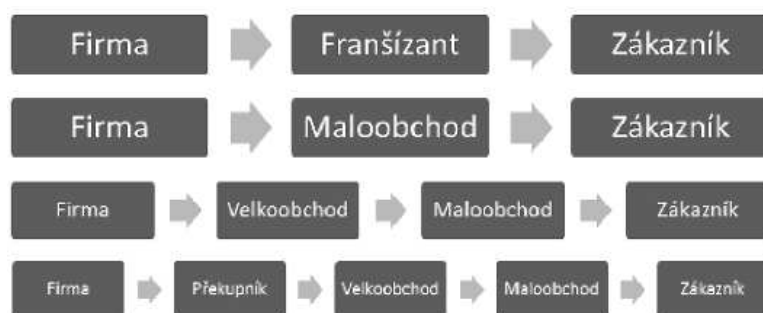 Firma Franšízant Zákazník
Firma Maloobchod Zákazník
Firma Velkoobchod Maloobchod Zákazník
Firma Překupník Velkoobchod Maloobchod Zákazník